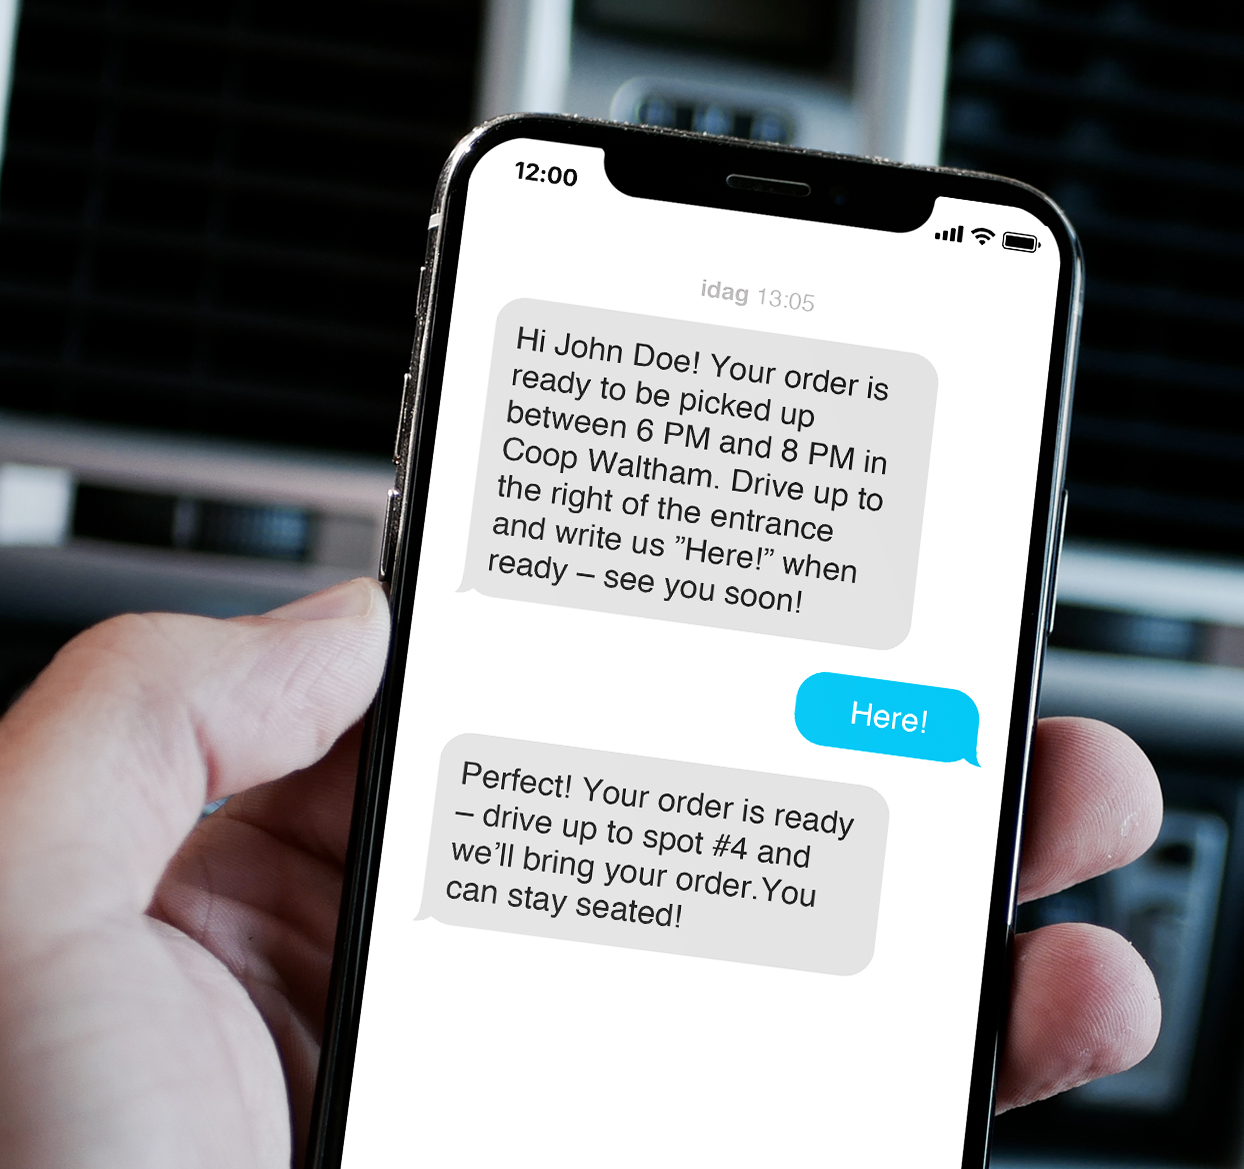 12:00
idag 13:05
Hi John Doe! Your order is
ready to be picked up
between 6 PM and 8 PM in
Coop Waltham. Drive up to
the right of the entrance
and write us ”Here!” when
ready – see you soon!
Here!
Perfect! Your order is ready
– drive up to spot #4 and
we’ll bring your order.You
can stay seated!